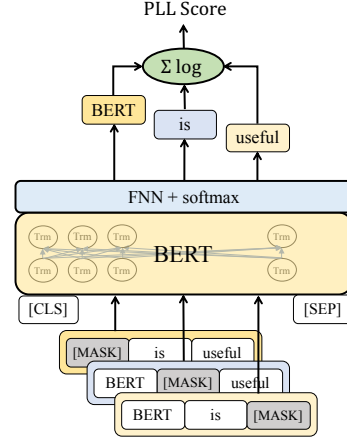 PLL Score
Σ log
BERT
is
useful
FNN + softmax
Trm Trm Trm Trm
BERT
Trm Trm Trm Trm
[CLS] [SEP]
[MASK] is useful
BERT [MASK] useful
BERT is [MASK]